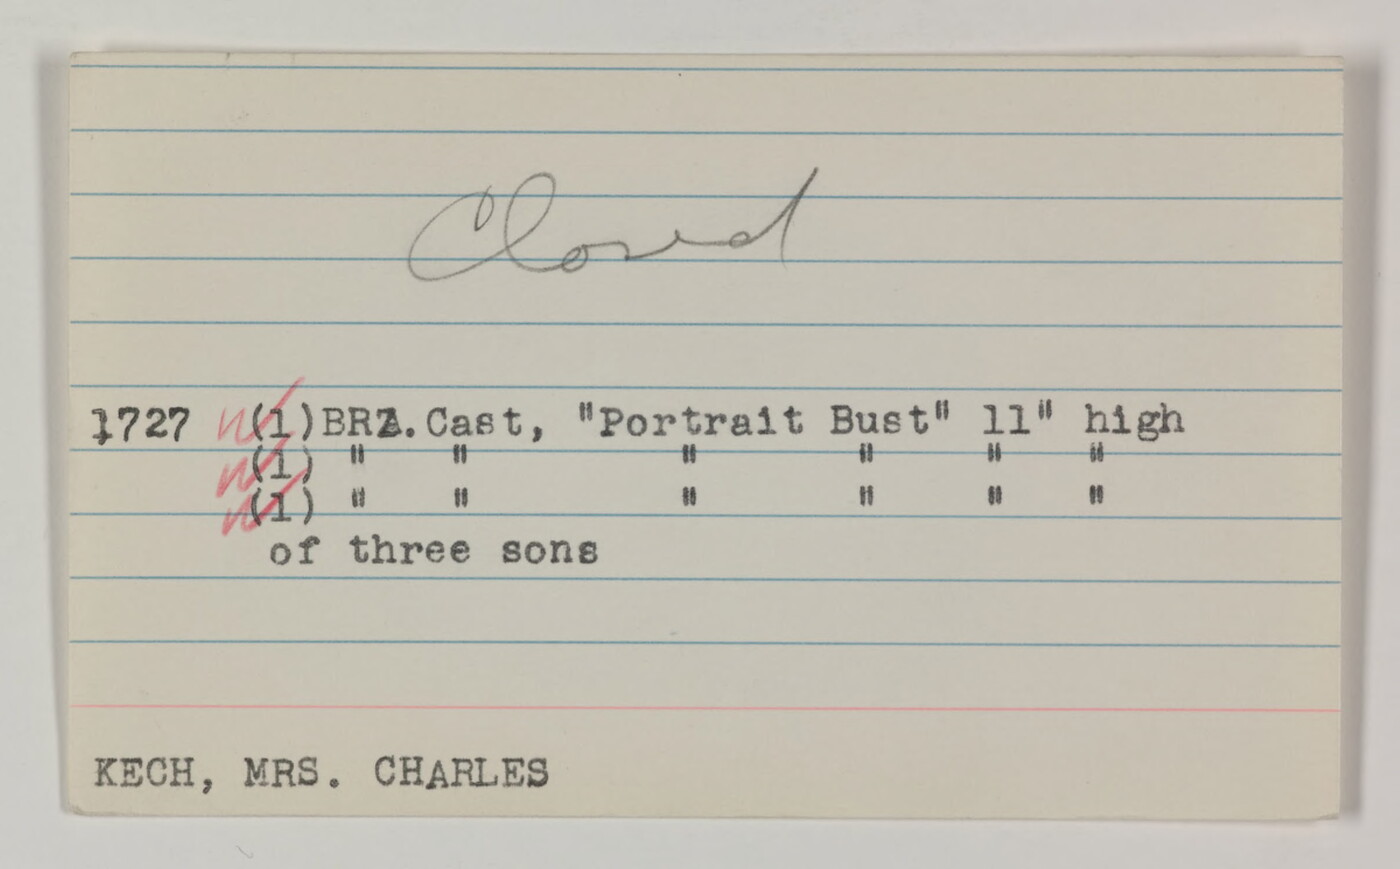 Closed
1727 (1) BRZ. Cast, "Portrait Bust" 11" high
(1) " " " " " "
(1) " " " " " "
of three sons
KECH, MRS. CHARLES